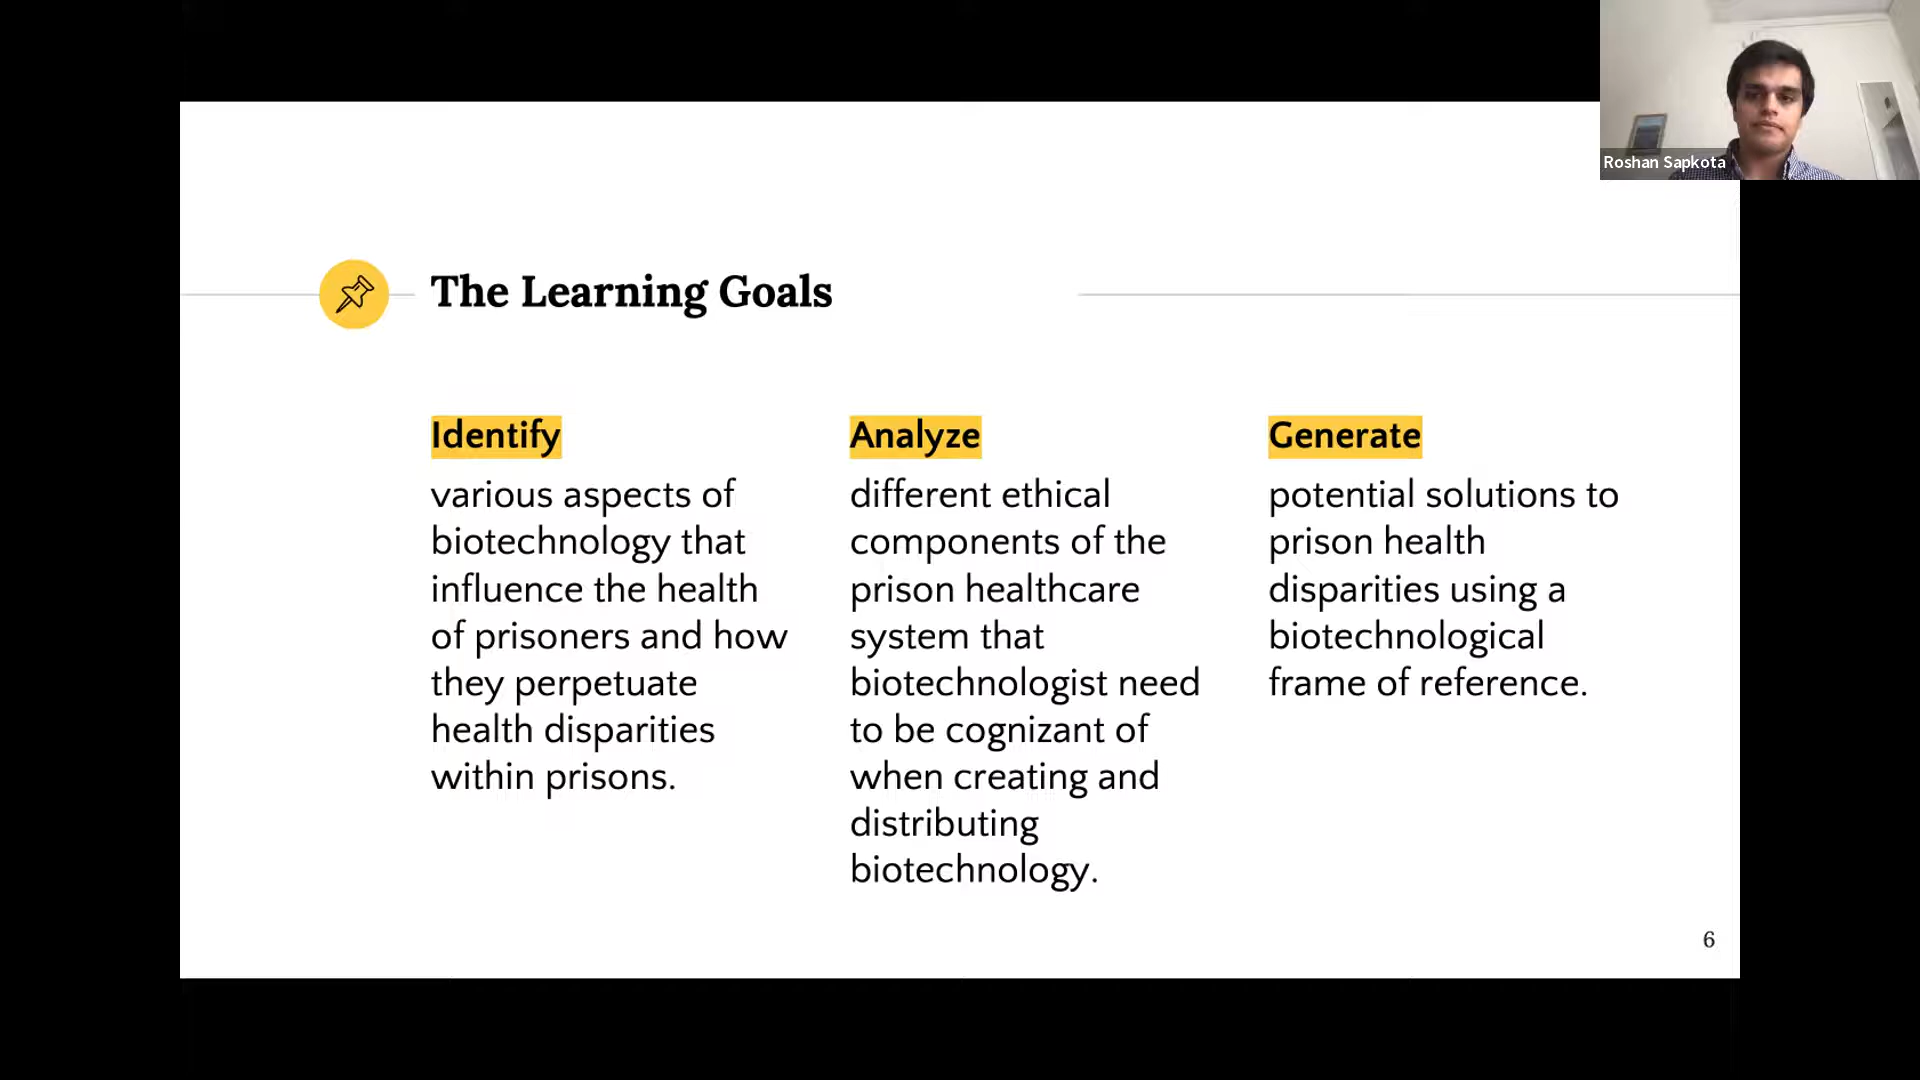 Roshan Sapkota
The Learning Goals
Identify
various aspects of
biotechnology that
influence the health
of prisoners and how
they perpetuate
health disparities
within prisons.
Analyze
different ethical
components of the
prison healthcare
system that
biotechnologist need
to be cognizant of
when creating and
distributing
biotechnology.
Generate
potential solutions to
prison health
disparities using a
biotechnological
frame of reference.
6